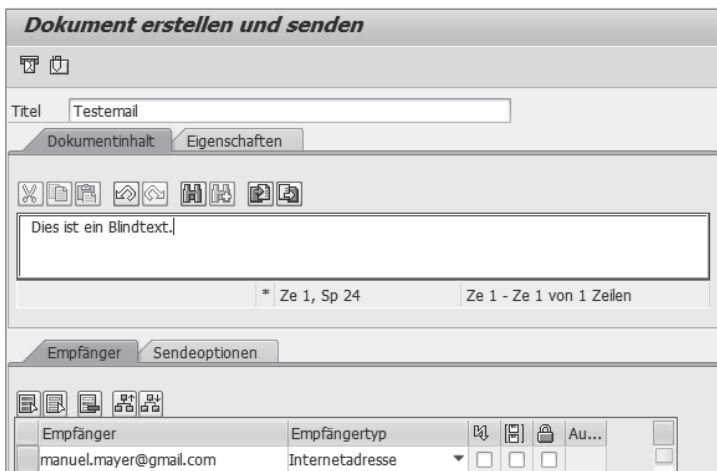 Dokument erstellen und senden
Titel Testemail
Dokumentinhalt Eigenschaften
Dies ist ein Blindtext.
* Ze 1, Sp 24 Ze 1 - Ze 1 von 1 Zeilen
Empfänger Sendeoptionen
Empfänger Empfängertyp Au...
manuel.mayer@gmail.com Internetadresse